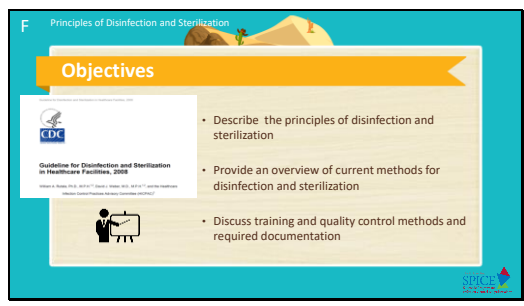 F
Principles of Disinfection and Sterilization
Objectives
CDC
Guideline for Disinfection and Sterilization
in Healthcare Facilities, 2008
• Describe the principles of disinfection and
sterilization
• Provide an overview of current methods for
disinfection and sterilization
• Discuss training and quality control methods and
required documentation
SPICE